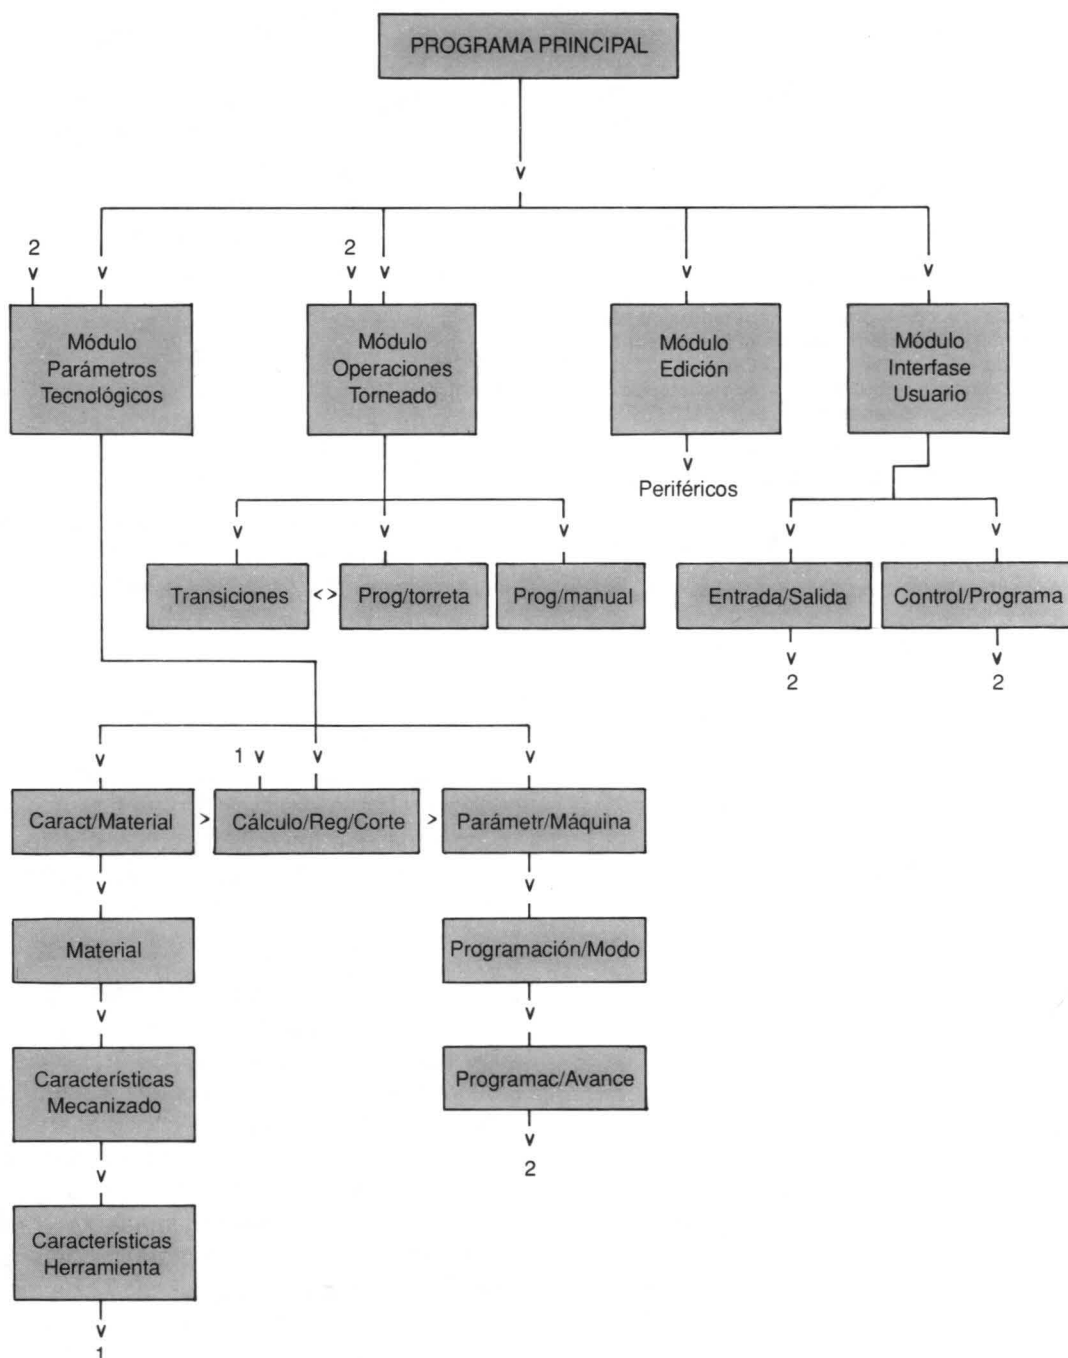 PROGRAMA PRINCIPAL
2
2
Módulo
Parámetros
Tecnológicos
Módulo
Operaciones
Torneado
Módulo
Edición
Módulo
Interfase
Usuario
Periféricos
Transiciones
< >
Prog/torreta
Prog/manual
Entrada/Salida
Control/Programa
2
2
1
Caract/Material
>
Cálculo/Reg/Corte
>
Parámetr/Máquina
Material
Programación/Modo
Características
Mecanizado
Programac/Avance
2
Características
Herramienta
1